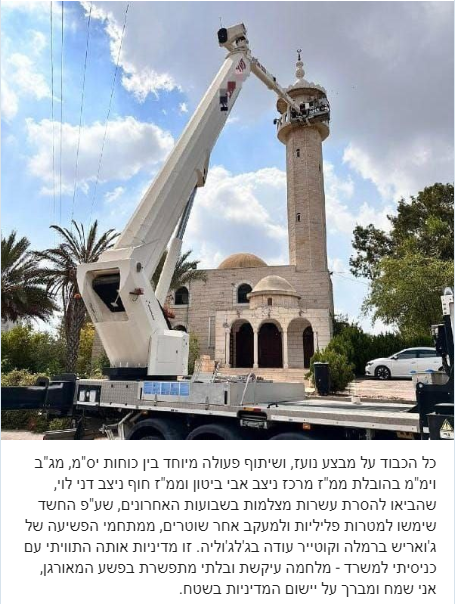 כל הכבוד על מבצע נועז, ושיתוף פעולה מיוחד בין כוחות יס"מ, מג"ב
וימ"מ בהובלת ממ"ז מרכז ניצב אבי ביטון וממ"ז חוף ניצב דני לוי,
שהביאו להסרת עשרות מצלמות בשבועות האחרונים, שע"פ החשד
שימשו למטרות פליליות ולמעקב אחר שוטרים, ממתחמי הפשיעה של
ג'ואריש ברמלה וקוטייר עודה בג'לג'וליה. זו מדיניות אותה התוויתי עם
כניסתי למשרד - מלחמה עיקשת ובלתי מתפשרת בפשע המאורגן,
אני שמח ומברך על יישום המדיניות בשטח.